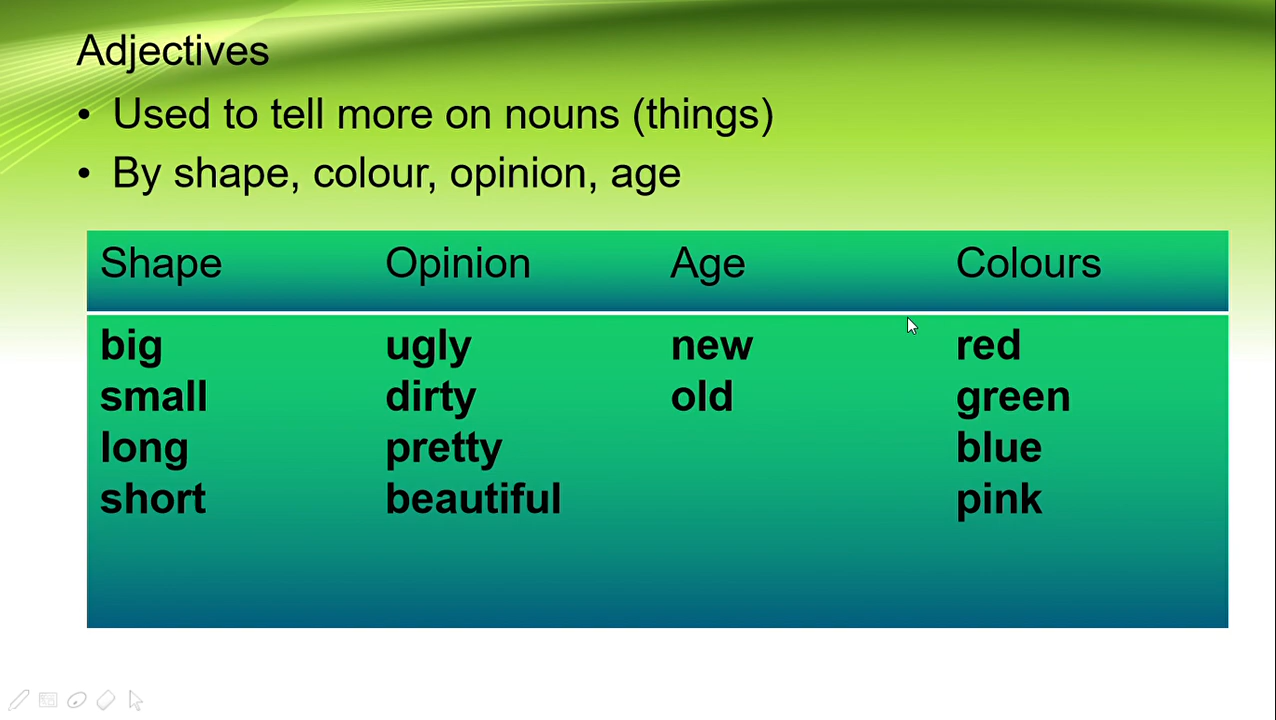 Adjectives
• Used to tell more on nouns (things)
• By shape, colour, opinion, age
Shape Opinion Age Colours
big ugly new red
small dirty old green
long pretty blue
short beautiful pink